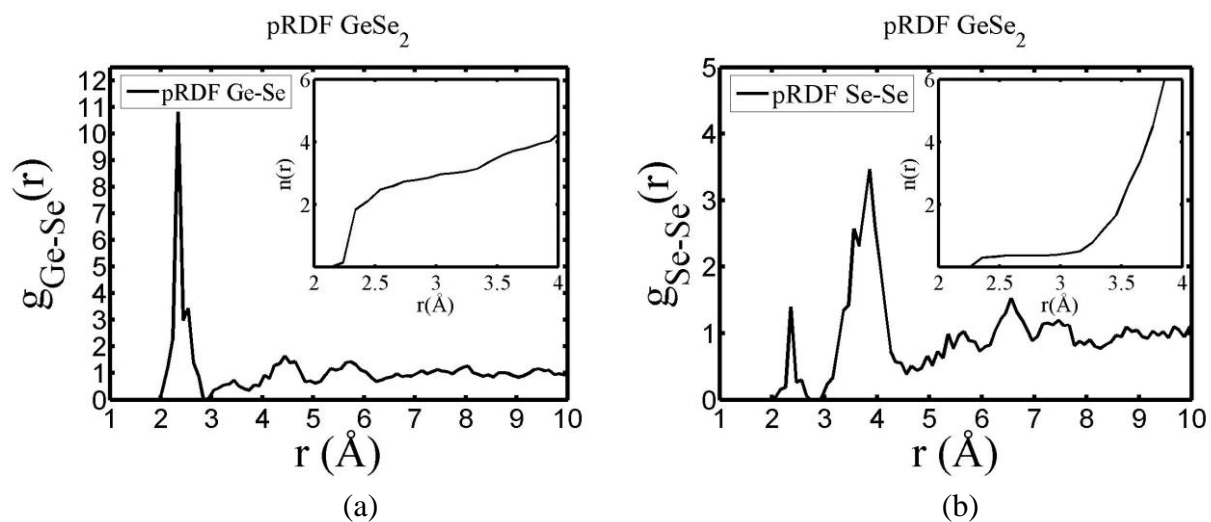 pRDF GeSe₂
12
11
10
9
8
7
6
5
4
3
2
1
0
g_Ge-Se(r)
pRDF Ge-Se
6
4
2
n(r)
2 2.5 3 3.5 4
r(Å)
1 2 3 4 5 6 7 8 9 10
r (Å)
(a)
pRDF GeSe₂
5
4
3
2
1
0
g_Se-Se(r)
pRDF Se-Se
6
4
2
n(r)
2 2.5 3 3.5 4
r(Å)
1 2 3 4 5 6 7 8 9 10
r (Å)
(b)